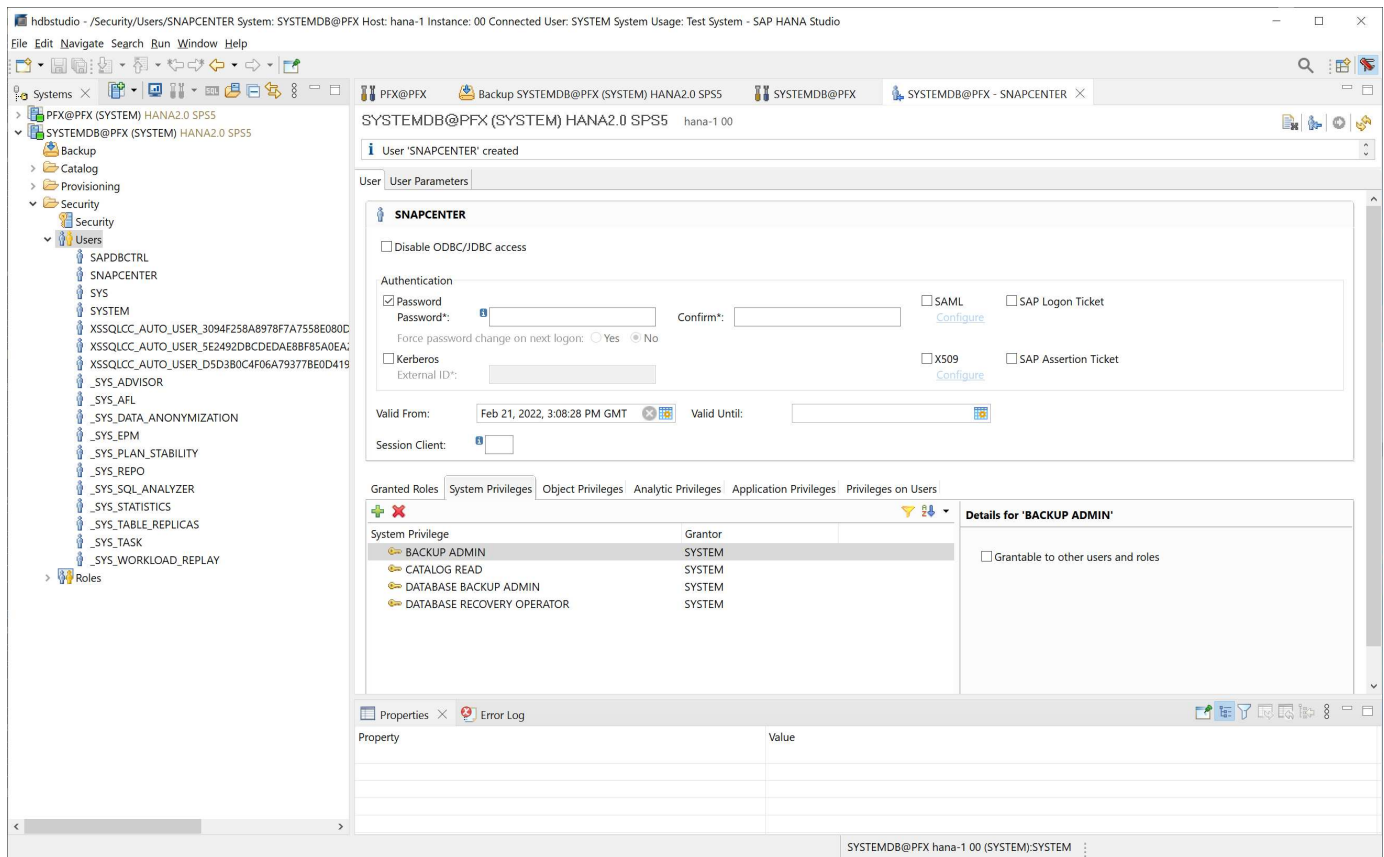 hdbstudio - /Security/Users/SNAPCENTER System: SYSTEMDB@PFX Host: hana-1 Instance: 00 Connected User: SYSTEM System Usage: Test System - SAP HANA Studio
File Edit Navigate Search Run Window Help
Systems
PFX@PFX (SYSTEM) HANA2.0 SPS5
SYSTEMDB@PFX (SYSTEM) HANA2.0 SPS5
Backup
Catalog
Provisioning
Security
Security
Users
SAPDBCTRL
SNAPCENTER
SYS
SYSTEM
XSSQLCC_AUTO_USER_3094F258A8978F7A7558E080D
XSSQLCC_AUTO_USER_5E2492DBCDEDAE8BF85A0EA2
XSSQLCC_AUTO_USER_D5D3B0C4F06A79377BE0D419
_SYS_ADVISOR
_SYS_AFL
_SYS_DATA_ANONYMIZATION
_SYS_EPM
_SYS_PLAN_STABILITY
_SYS_REPO
_SYS_SQL_ANALYZER
_SYS_STATISTICS
_SYS_TABLE_REPLICAS
_SYS_TASK
_SYS_WORKLOAD_REPLAY
Roles
PFX@PFX Backup SYSTEMDB@PFX (SYSTEM) HANA2.0 SPS5 SYSTEMDB@PFX SYSTEMDB@PFX - SNAPCENTER
SYSTEMDB@PFX (SYSTEM) HANA2.0 SPS5 hana-1 00
User 'SNAPCENTER' created
User User Parameters
SNAPCENTER
Disable ODBC/JDBC access
Authentication
Password SAML SAP Logon Ticket
Password*: Confirm*: Configure
Force password change on next logon: Yes No
Kerberos X509 SAP Assertion Ticket
External ID*: Configure
Valid From: Feb 21, 2022, 3:08:28 PM GMT Valid Until:
Session Client:
Granted Roles System Privileges Object Privileges Analytic Privileges Application Privileges Privileges on Users
System Privilege Grantor
BACKUP ADMIN SYSTEM
CATALOG READ SYSTEM
DATABASE BACKUP ADMIN SYSTEM
DATABASE RECOVERY OPERATOR SYSTEM
Details for 'BACKUP ADMIN'
Grantable to other users and roles
Properties Error Log
Property Value
SYSTEMDB@PFX hana-1 00 (SYSTEM):SYSTEM